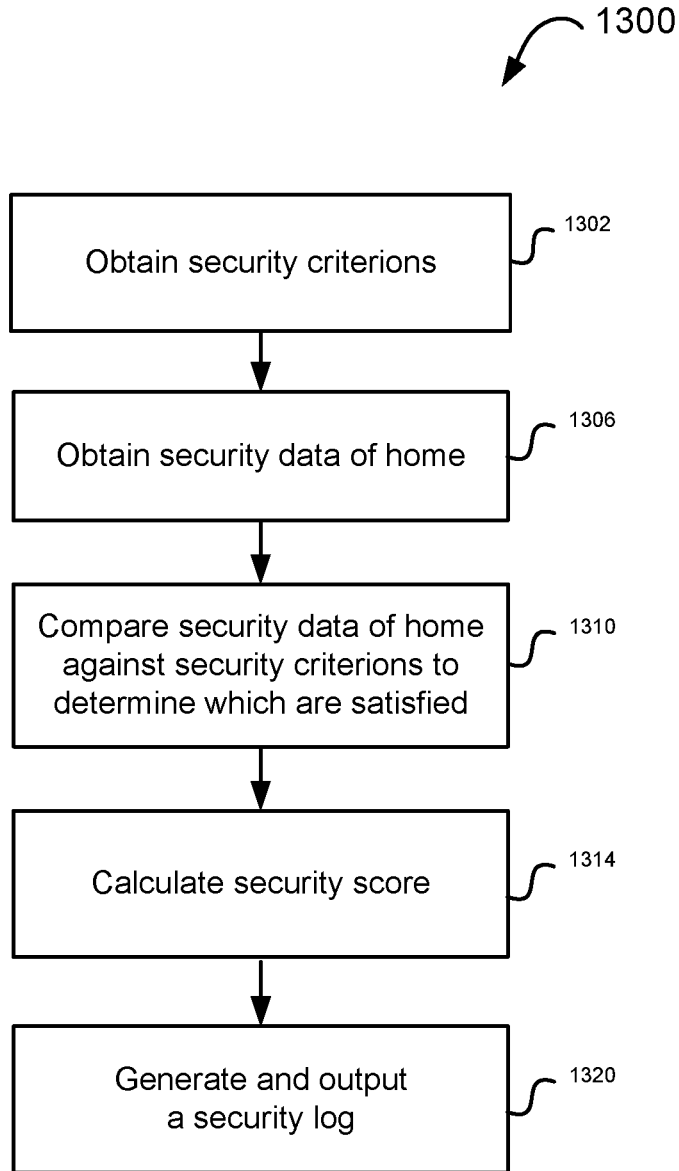 1300
Obtain security criterions
1302
Obtain security data of home
1306
Compare security data of home
against security criterions to
determine which are satisfied
1310
Calculate security score
1314
Generate and output
a security log
1320